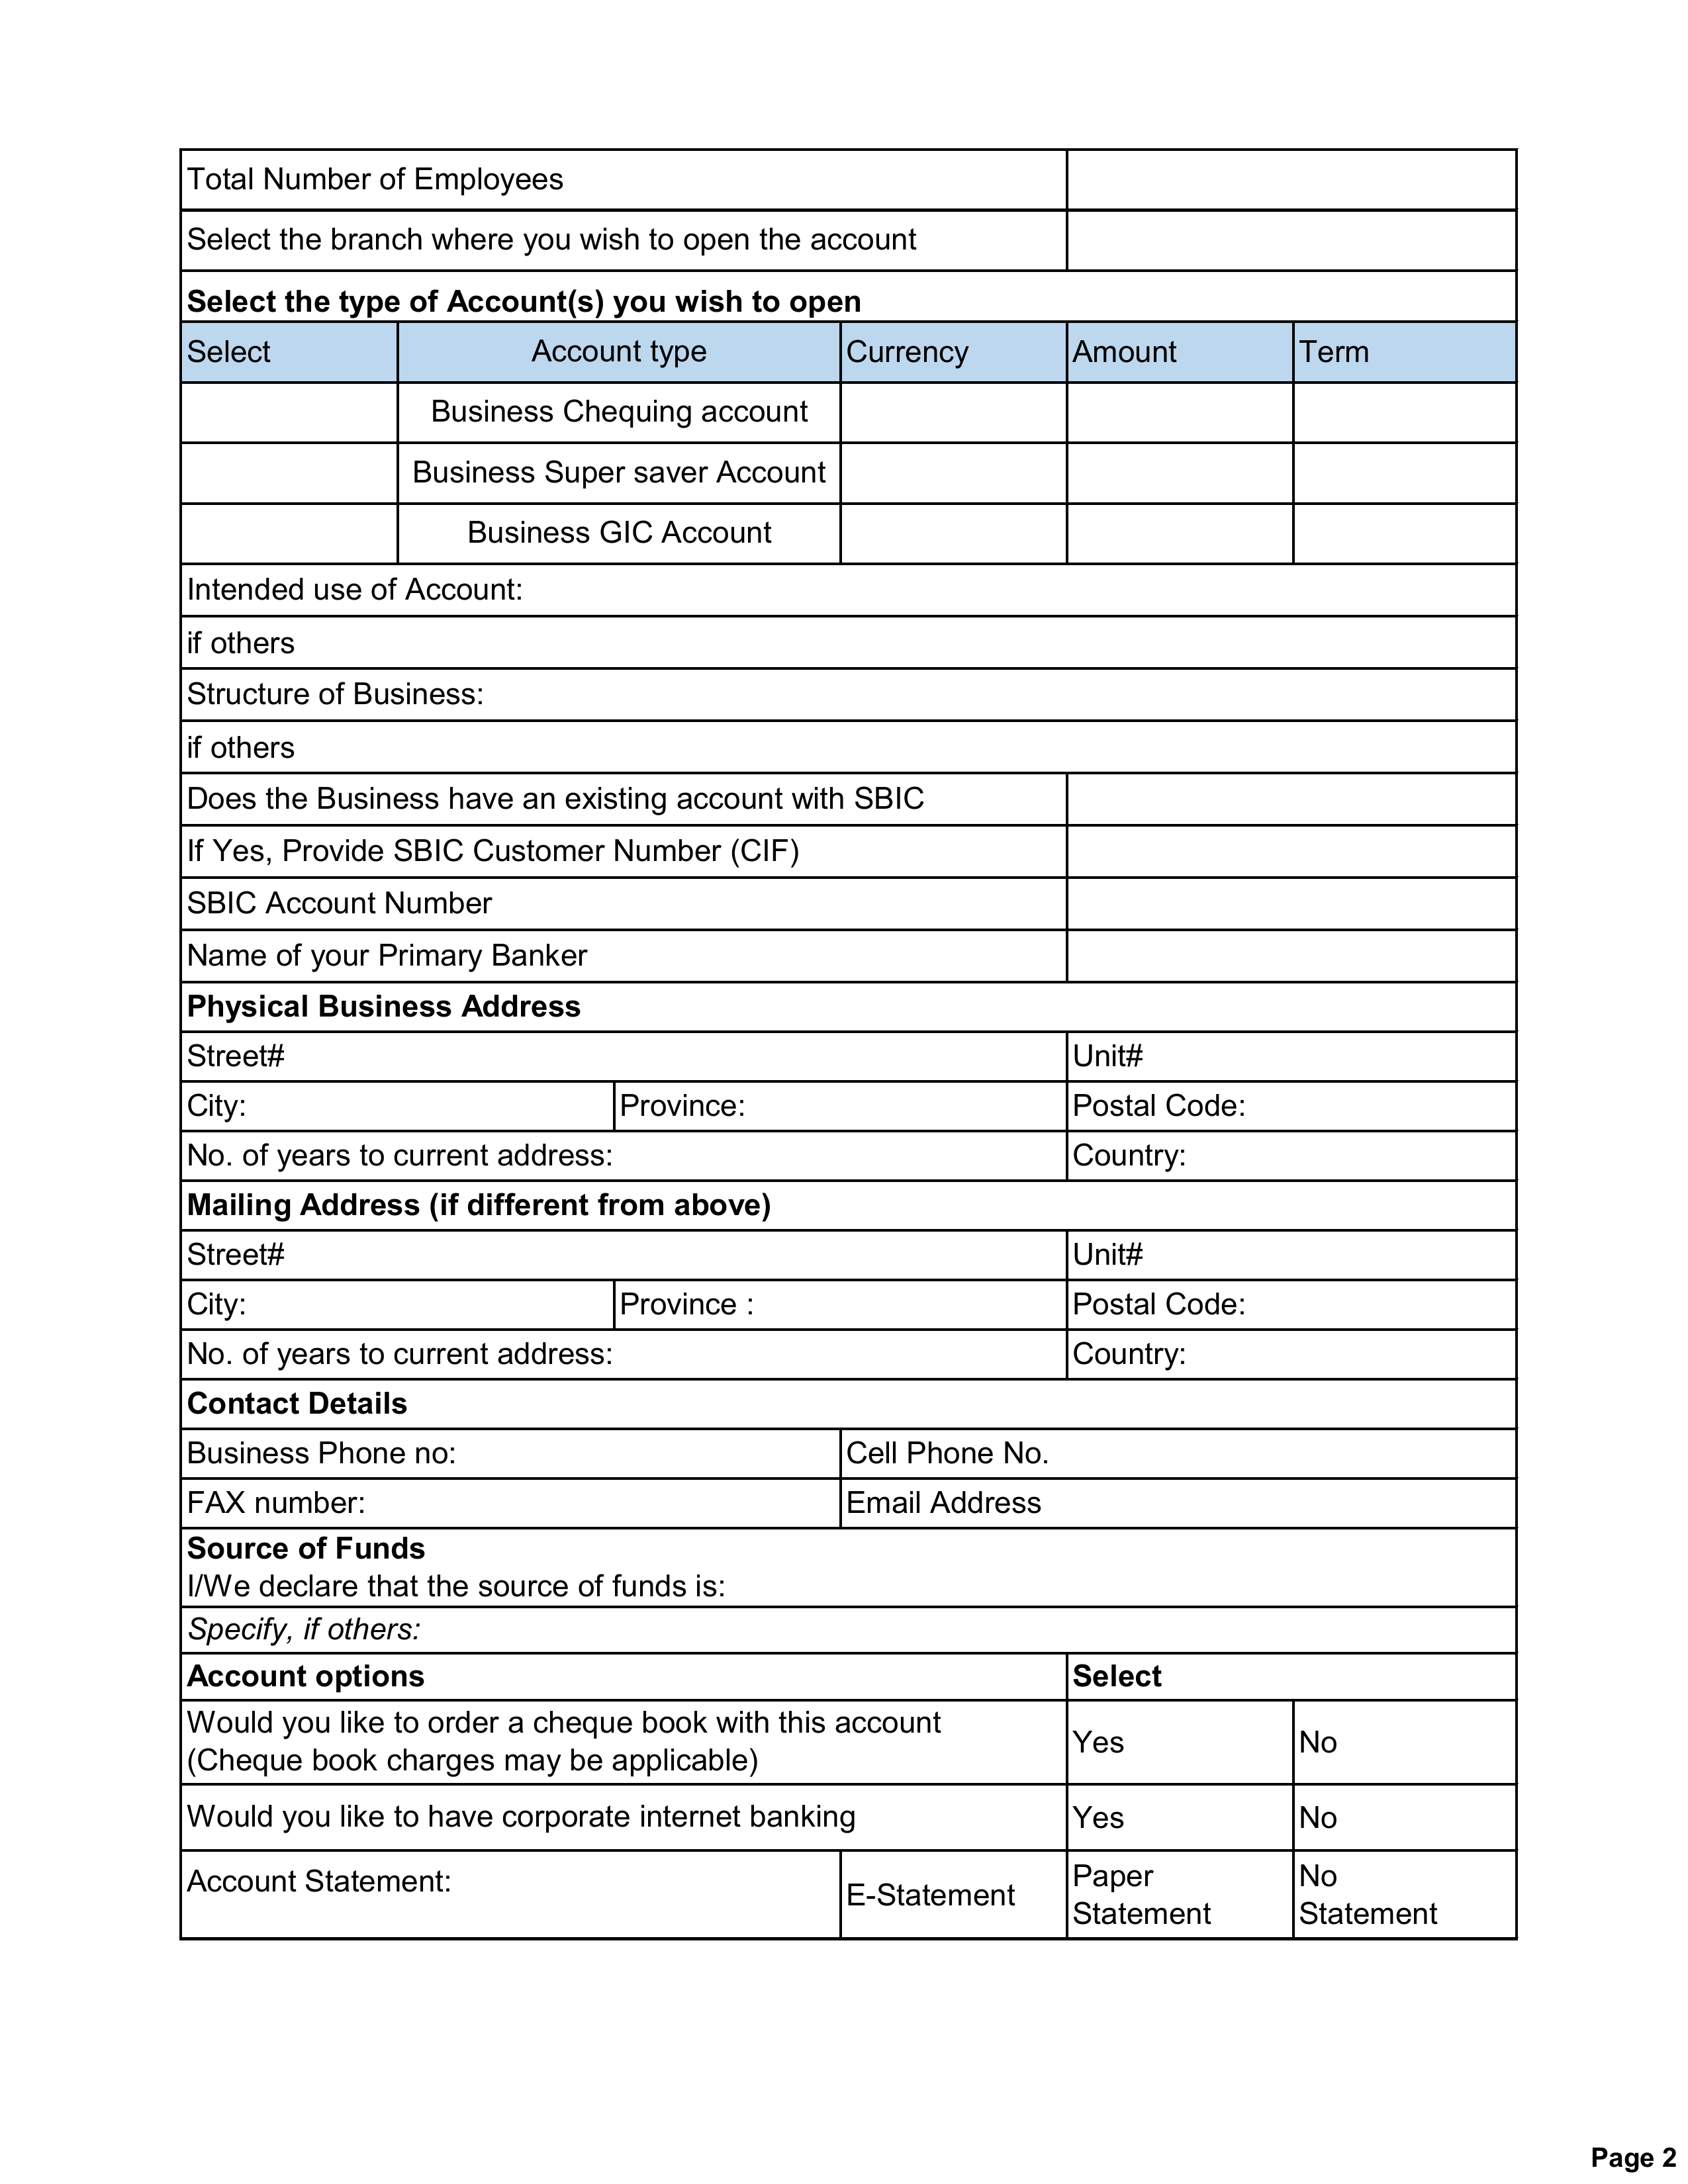 Total Number of Employees
Select the branch where you wish to open the account
Select the type of Account(s) you wish to open
Select Account type Currency Amount Term
Business Chequing account
Business Super saver Account
Business GIC Account
Intended use of Account:
if others
Structure of Business:
if others
Does the Business have an existing account with SBIC
If Yes, Provide SBIC Customer Number (CIF)
SBIC Account Number
Name of your Primary Banker
Physical Business Address
Street# Unit#
City: Province: Postal Code:
No. of years to current address: Country:
Mailing Address (if different from above)
Street# Unit#
City: Province : Postal Code:
No. of years to current address: Country:
Contact Details
Business Phone no: Cell Phone No.
FAX number: Email Address
Source of Funds
I/We declare that the source of funds is:
Specify, if others:
Account options Select
Would you like to order a cheque book with this account
(Cheque book charges may be applicable)
Yes No
Would you like to have corporate internet banking Yes No
Account Statement:
E-Statement
Paper
Statement
No
Statement
Page 2